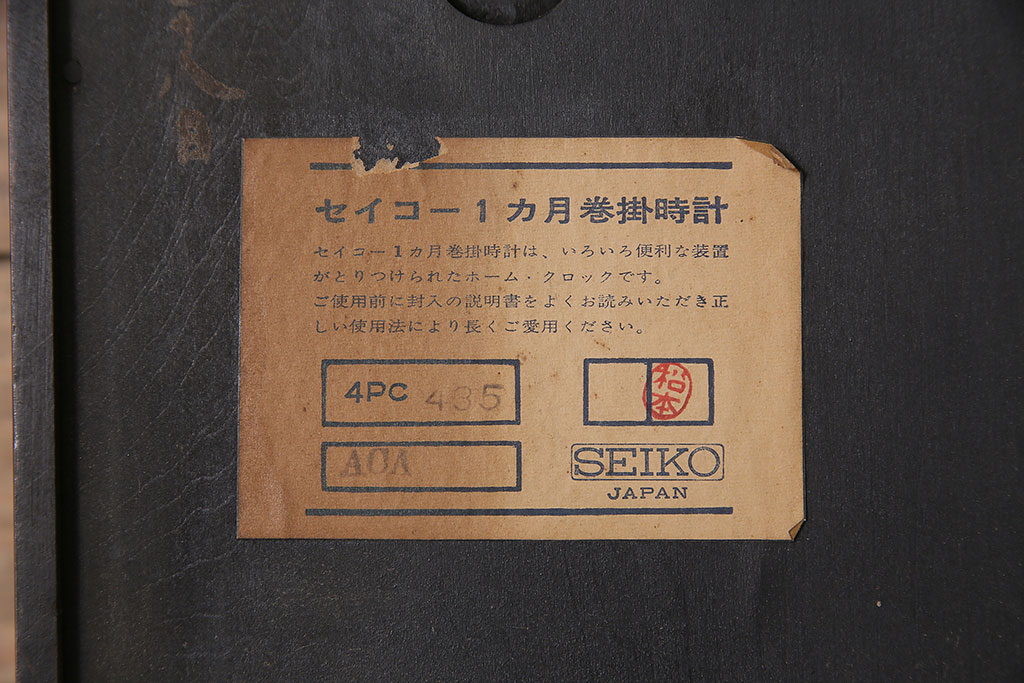 セイコー1カ月巻掛時計
セイコー1カ月巻掛時計は、いろいろ便利な装置
がとりつけられたホーム・クロックです。
ご使用前に封入の説明書をよくお読みいただき正
しい使用法により長くご愛用ください。
4PC 435
松本
SEIKO
JAPAN